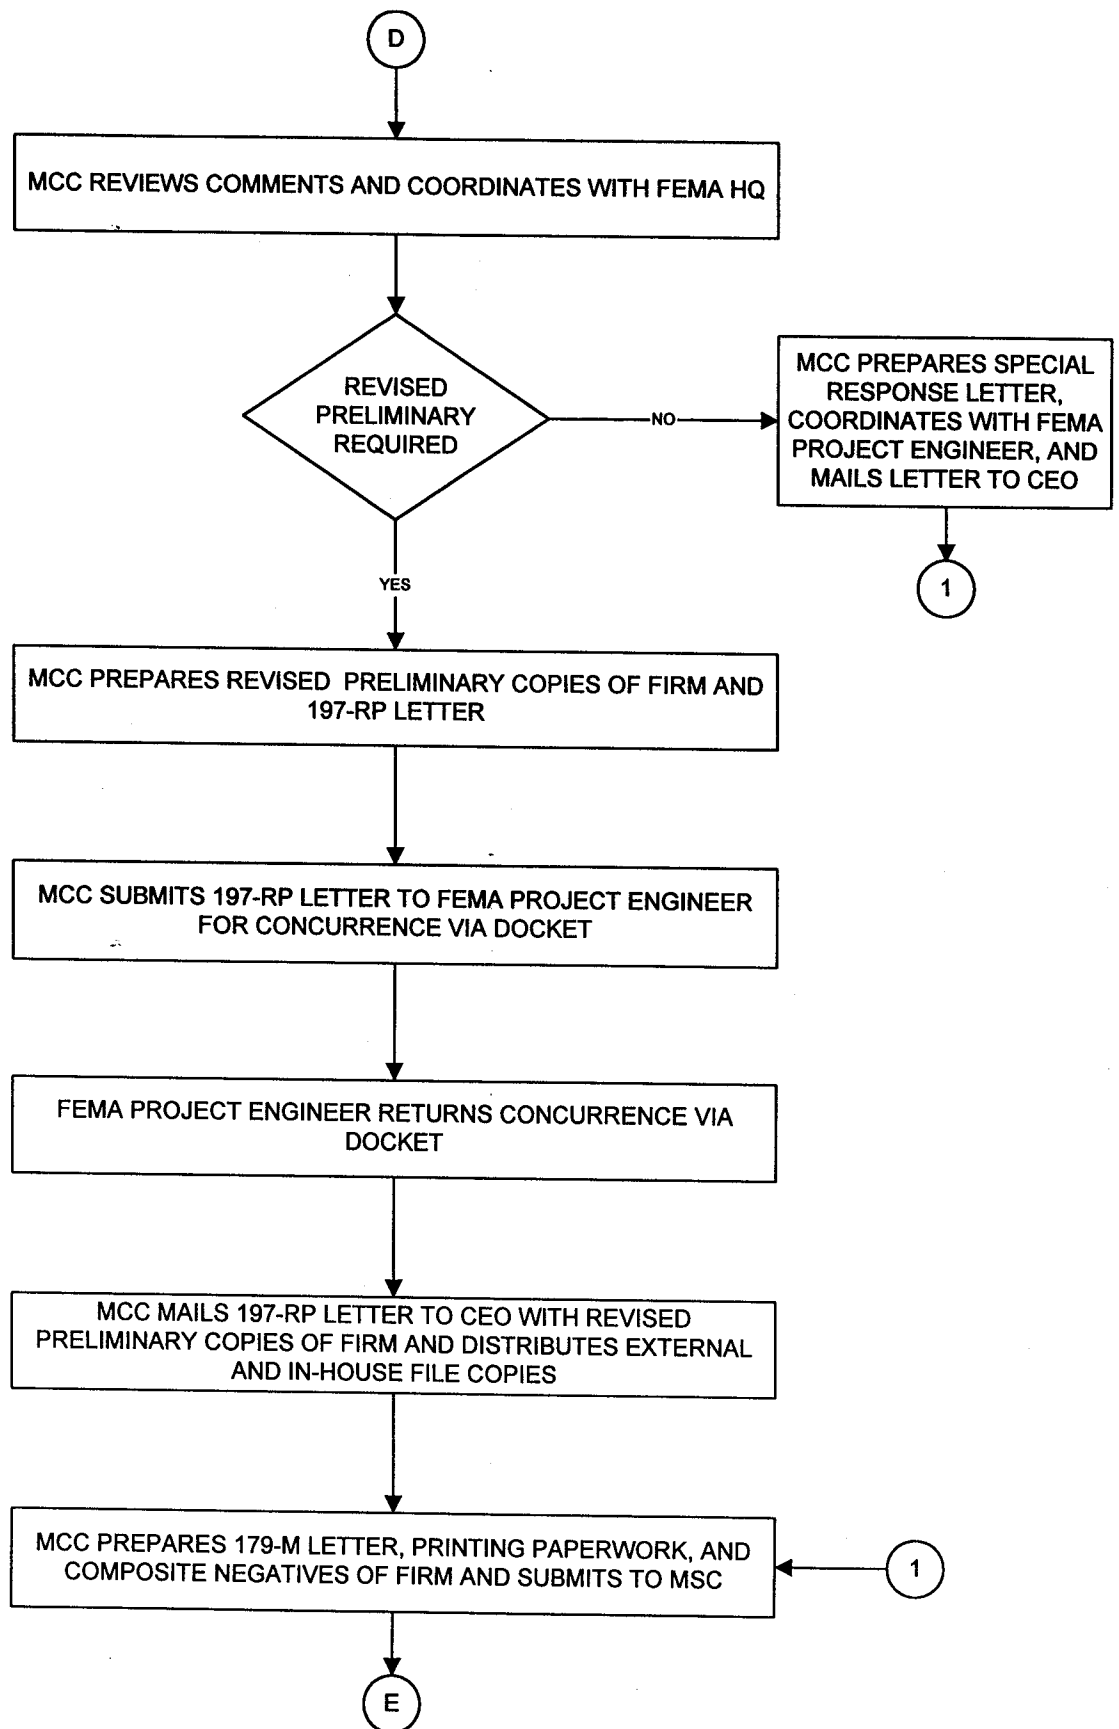 D
MCC REVIEWS COMMENTS AND COORDINATES WITH FEMA HQ
REVISED
PRELIMINARY
REQUIRED
NO
MCC PREPARES SPECIAL
RESPONSE LETTER,
COORDINATES WITH FEMA
PROJECT ENGINEER, AND
MAILS LETTER TO CEO
1
YES
MCC PREPARES REVISED PRELIMINARY COPIES OF FIRM AND
197-RP LETTER
MCC SUBMITS 197-RP LETTER TO FEMA PROJECT ENGINEER
FOR CONCURRENCE VIA DOCKET
FEMA PROJECT ENGINEER RETURNS CONCURRENCE VIA
DOCKET
MCC MAILS 197-RP LETTER TO CEO WITH REVISED
PRELIMINARY COPIES OF FIRM AND DISTRIBUTES EXTERNAL
AND IN-HOUSE FILE COPIES
MCC PREPARES 179-M LETTER, PRINTING PAPERWORK, AND
COMPOSITE NEGATIVES OF FIRM AND SUBMITS TO MSC
1
E